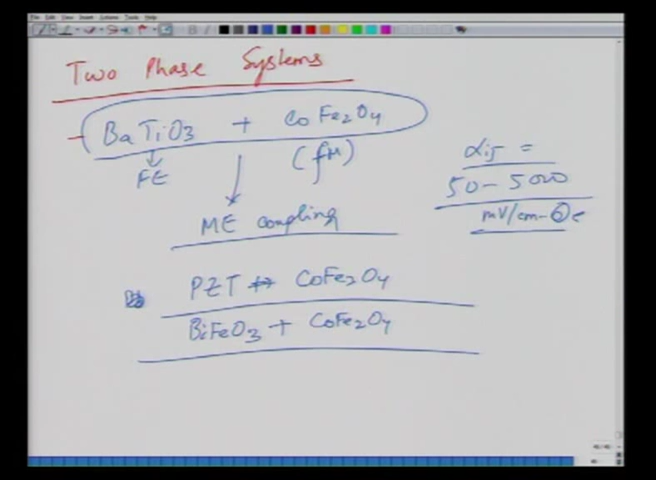 Two Phase Systems
BaTiO3 + CoFe2O4
FE
(fM)
ME coupling
αij =
50 - 5000
mV/cm-Oe
PZT + CoFe2O4
BiFeO3 + CoFe2O4